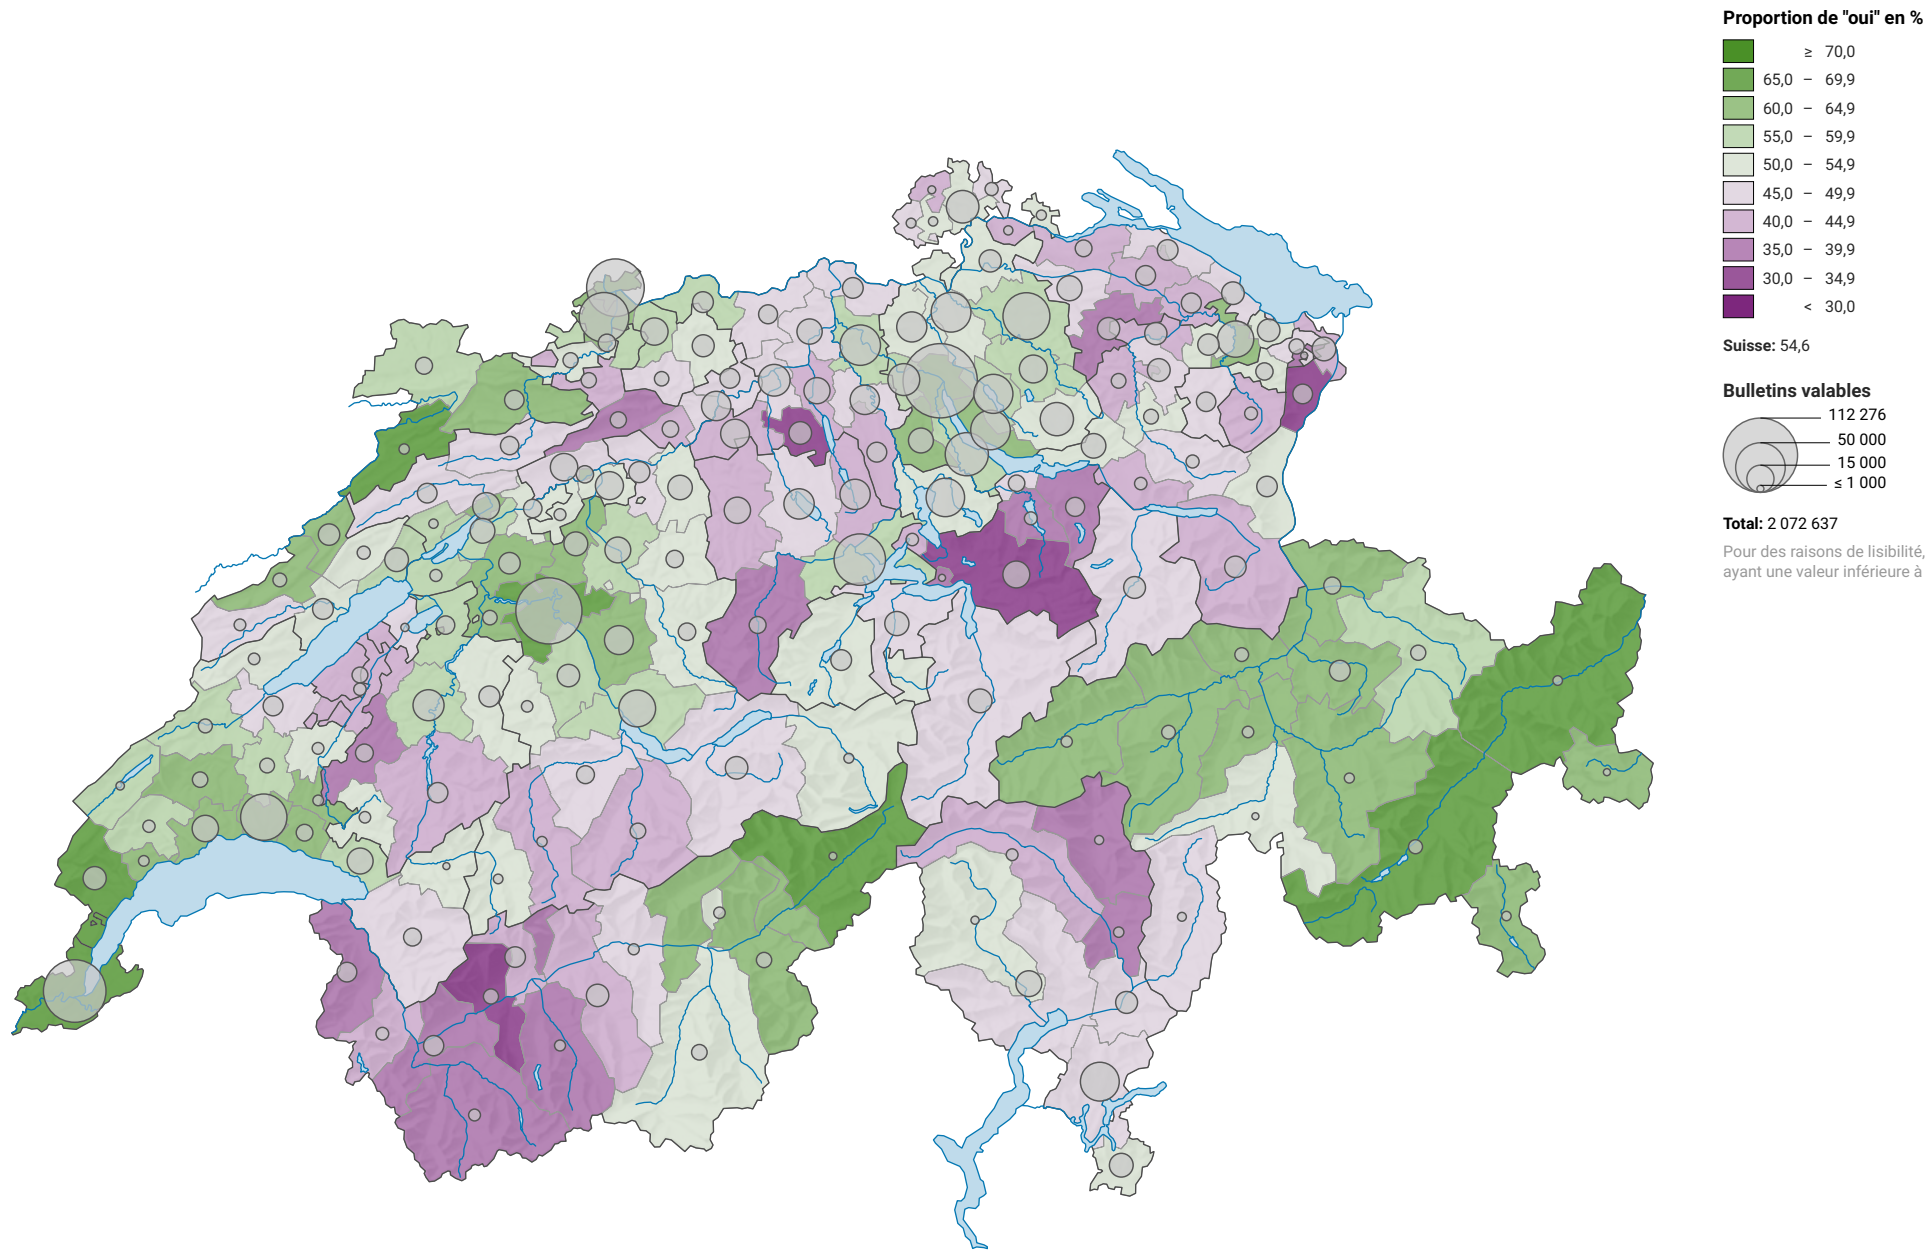 Proportion de "oui" en %
≥ 70,0
65,0 – 69,9
60,0 – 64,9
55,0 – 59,9
50,0 – 54,9
45,0 – 49,9
40,0 – 44,9
35,0 – 39,9
30,0 – 34,9
< 30,0
Suisse: 54,6
Bulletins valables
112 276
50 000
15 000
≤ 1 000
Total: 2 072 637
Pour des raisons de lisibilité,
ayant une valeur inférieure à